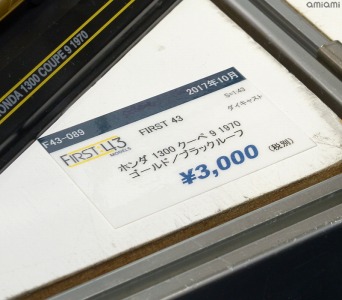 amiami
ONDA 1300 COUPE 9 1970
F43-089
2017年10月
FIRST 43
S=1:43
ダイキャスト
FIRST 43
MODELS
ホンダ 1300 クーペ 9 1970
ゴールド/ブラックルーフ
¥3,000 (税別)